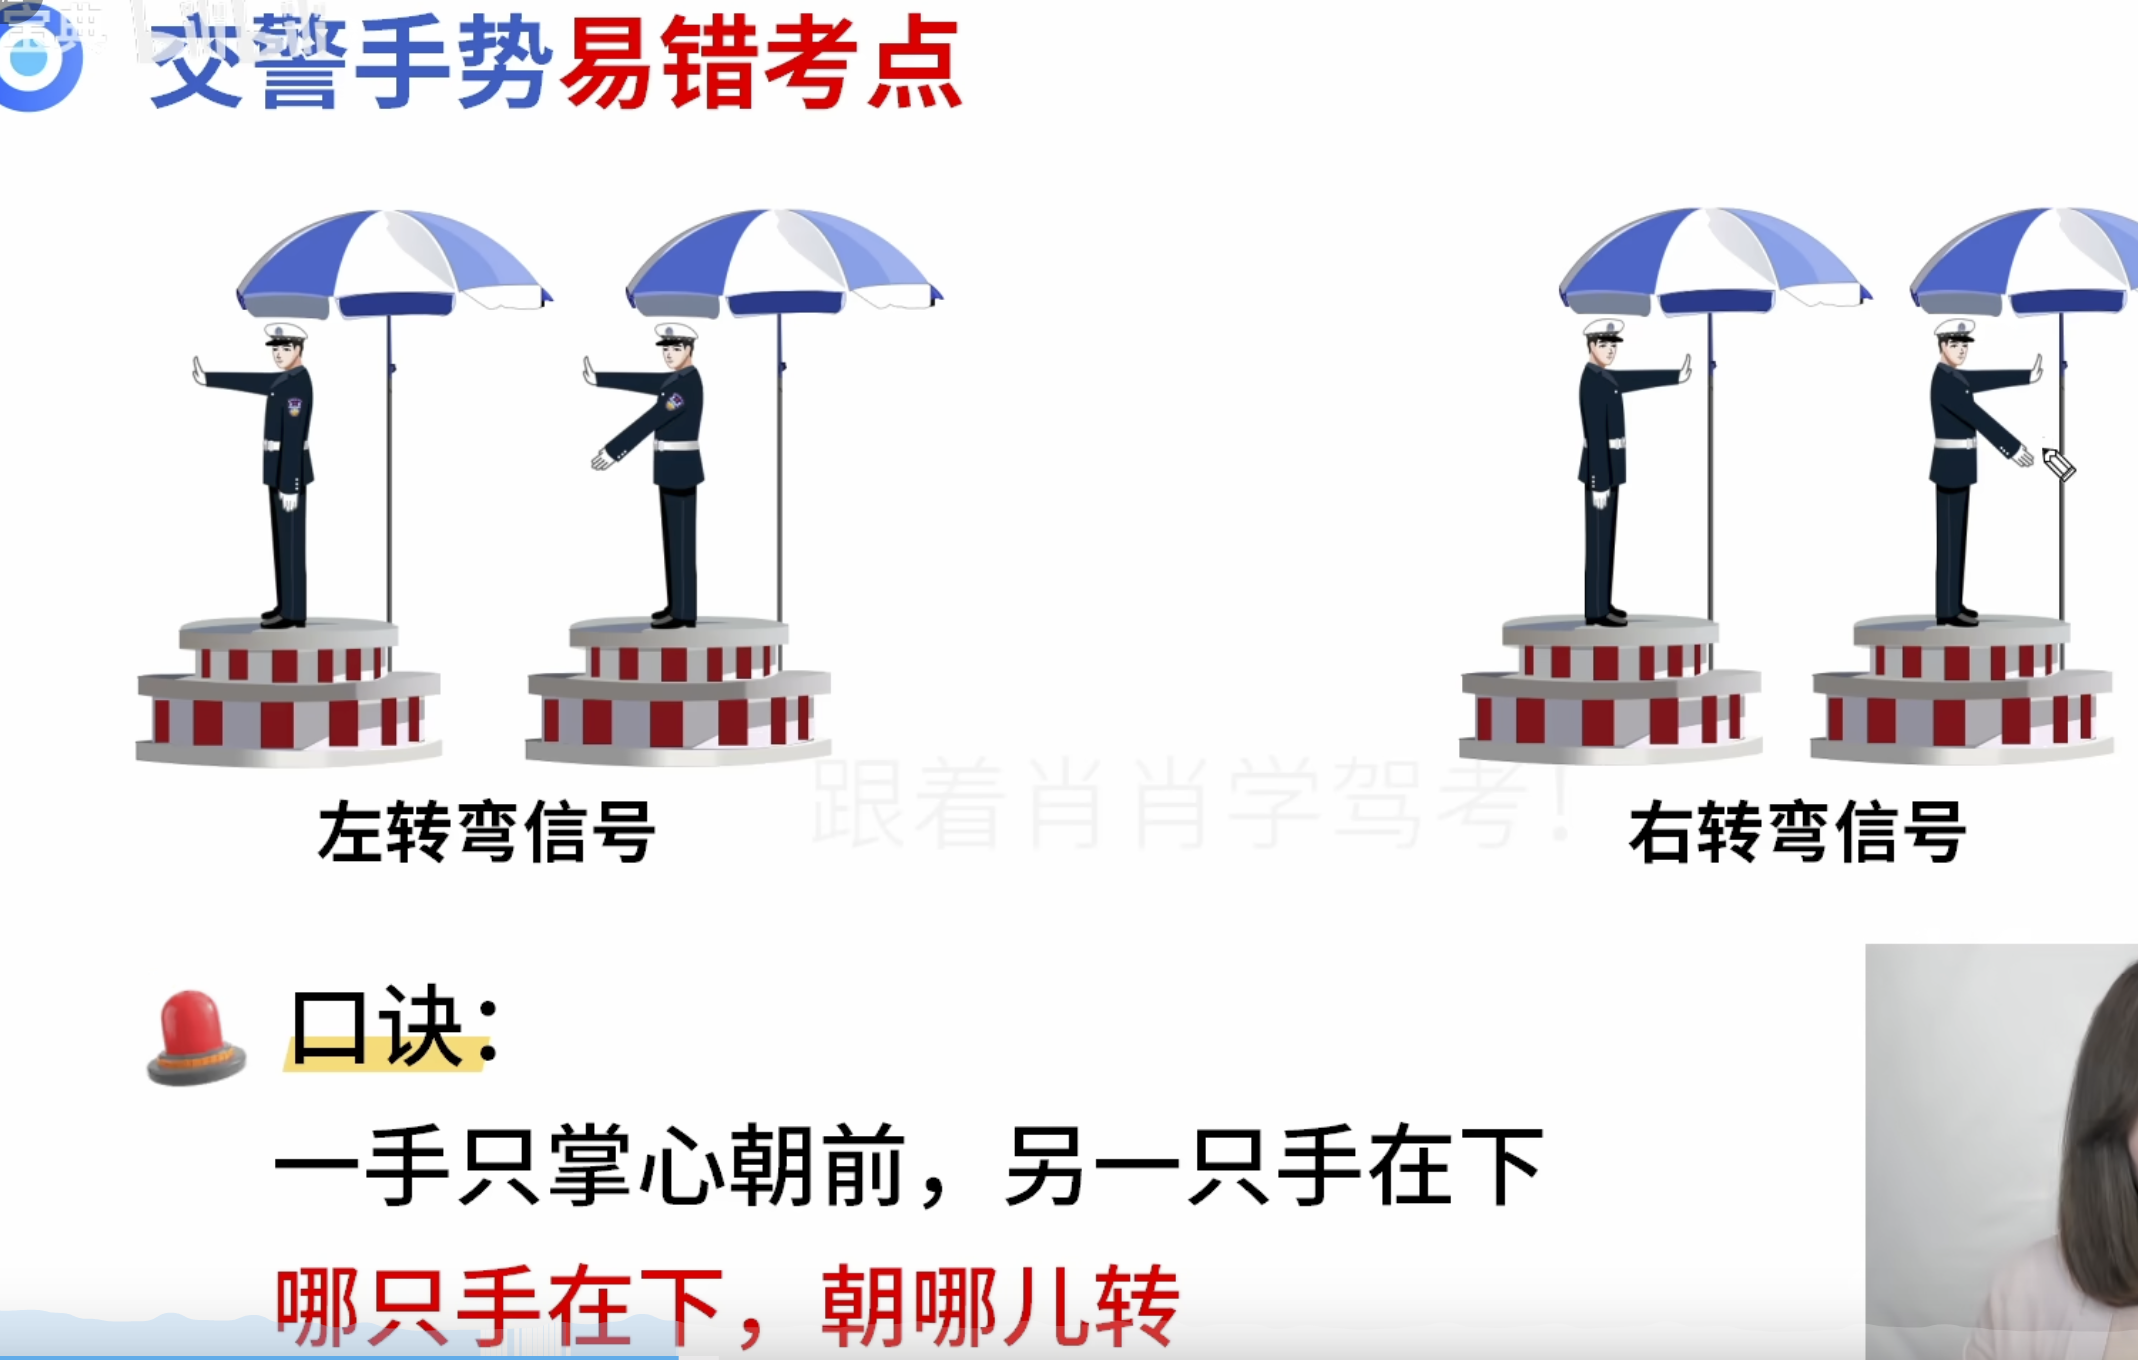 宝典
交警手势易错考点
跟着肖肖学驾考！
左转弯信号
右转弯信号
口诀：
一手只掌心朝前，另一只手在下
哪只手在下，朝哪儿转